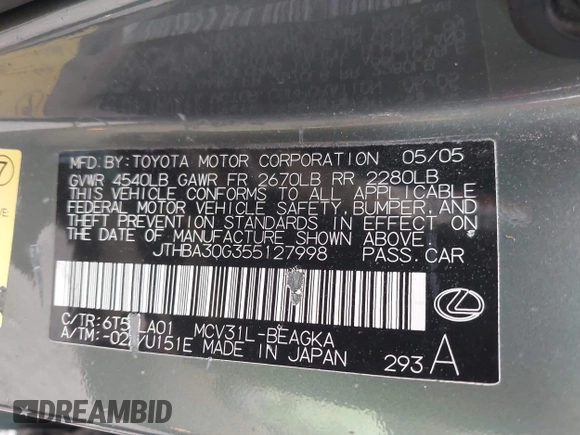 MFD.BY:TOYOTA MOTOR CORPORATION 05/05
GVWR 4540LB GAWR FR 2670LB RR 2280LB
THIS VEHICLE CONFORMS TO ALL APPLICABLE
FEDERAL MOTOR VEHICLE SAFETY, BUMPER, AND
THEFT PREVENTION STANDARDS IN EFFECT ON
THE DATE OF MANUFACTURE SHOWN ABOVE.
JTHBA30G355127998 PASS.CAR
C/TR:6T5 LA01 MCV31L-BEAGKA
A/TM:-02 /U151E MADE IN JAPAN 293 A
7
DREAMBID